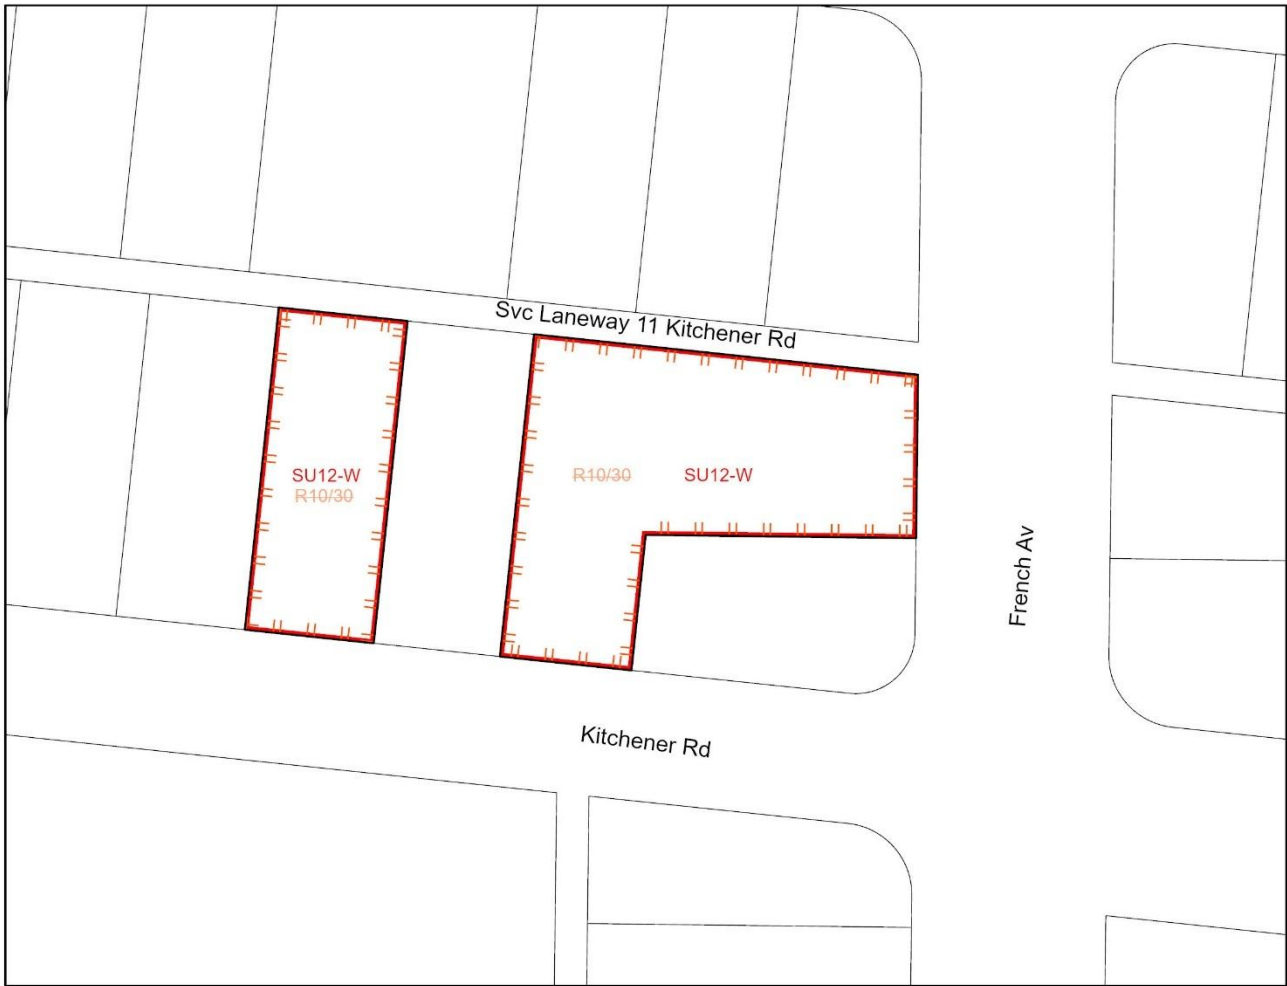 Svc Laneway 11 Kitchener Rd
SU12-W
R10/30
R10/30
SU12-W
French Av
Kitchener Rd